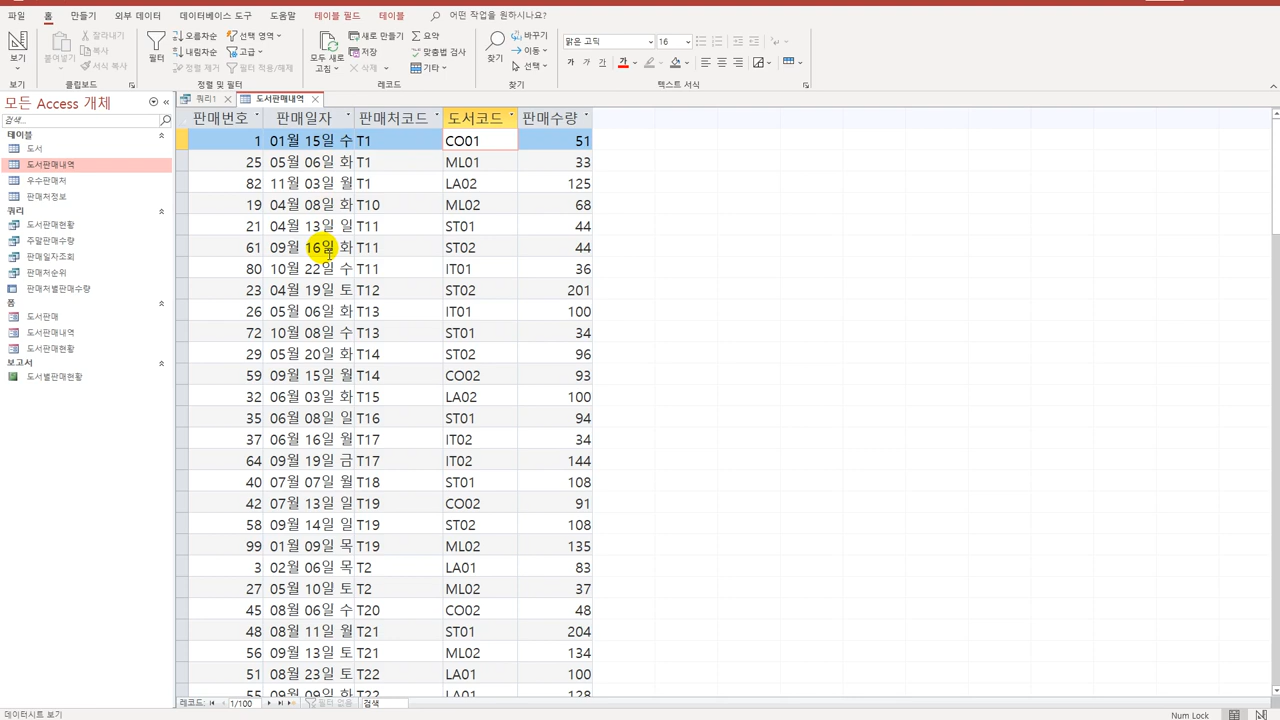 파일 홈 만들기 외부 데이터 데이터베이스 도구 도움말 테이블 필드 테이블 어떤 작업을 원하시나요?
보기 붙여넣기 잘라내기 복사 서식 복사 필터 오름차순 내림차순 정렬 제거 선택 영역 고급 필터 적용/해제 모두 새로 고침 새로 만들기 저장 삭제 요약 맞춤법 검사 기타 찾기 바꾸기 이동 선택 맑은 고딕 16
보기 클립보드 정렬 및 필터 레코드 찾기 텍스트 서식
모든 Access 개체
검색...
테이블
도서
도서판매내역
우수판매처
판매처정보
쿼리
도서판매현황
주말판매수량
판매일자조회
판매처순위
판매처별판매수량
폼
도서판매
도서판매내역
도서판매현황
보고서
도서별판매현황
쿼리1 도서판매내역
판매번호 판매일자 판매처코드 도서코드 판매수량
1 01월 15일 수 T1 CO01 51
25 05월 06일 화 T1 ML01 33
82 11월 03일 월 T1 LA02 125
19 04월 08일 화 T10 ML02 68
21 04월 13일 일 T11 ST01 44
61 09월 16일 화 T11 ST02 44
80 10월 22일 수 T11 IT01 36
23 04월 19일 토 T12 ST02 201
26 05월 06일 화 T13 IT01 100
72 10월 08일 수 T13 ST01 34
29 05월 20일 화 T14 ST02 96
59 09월 15일 월 T14 CO02 93
32 06월 03일 화 T15 LA02 100
35 06월 08일 일 T16 ST01 94
37 06월 16일 월 T17 IT02 34
64 09월 19일 금 T17 IT02 144
40 07월 07일 월 T18 ST01 108
42 07월 13일 일 T19 CO02 91
58 09월 14일 일 T19 ST02 108
99 01월 09일 목 T19 ML02 135
3 02월 06일 목 T2 LA01 83
27 05월 10일 토 T2 ML02 37
45 08월 06일 수 T20 CO02 48
48 08월 11일 월 T21 ST01 204
56 09월 13일 토 T21 ML02 134
51 08월 23일 토 T22 LA01 100
55 09월 09일 화 T22 LA01 128
레코드: 1/100 필터 없음 검색
데이터시트 보기 Num Lock